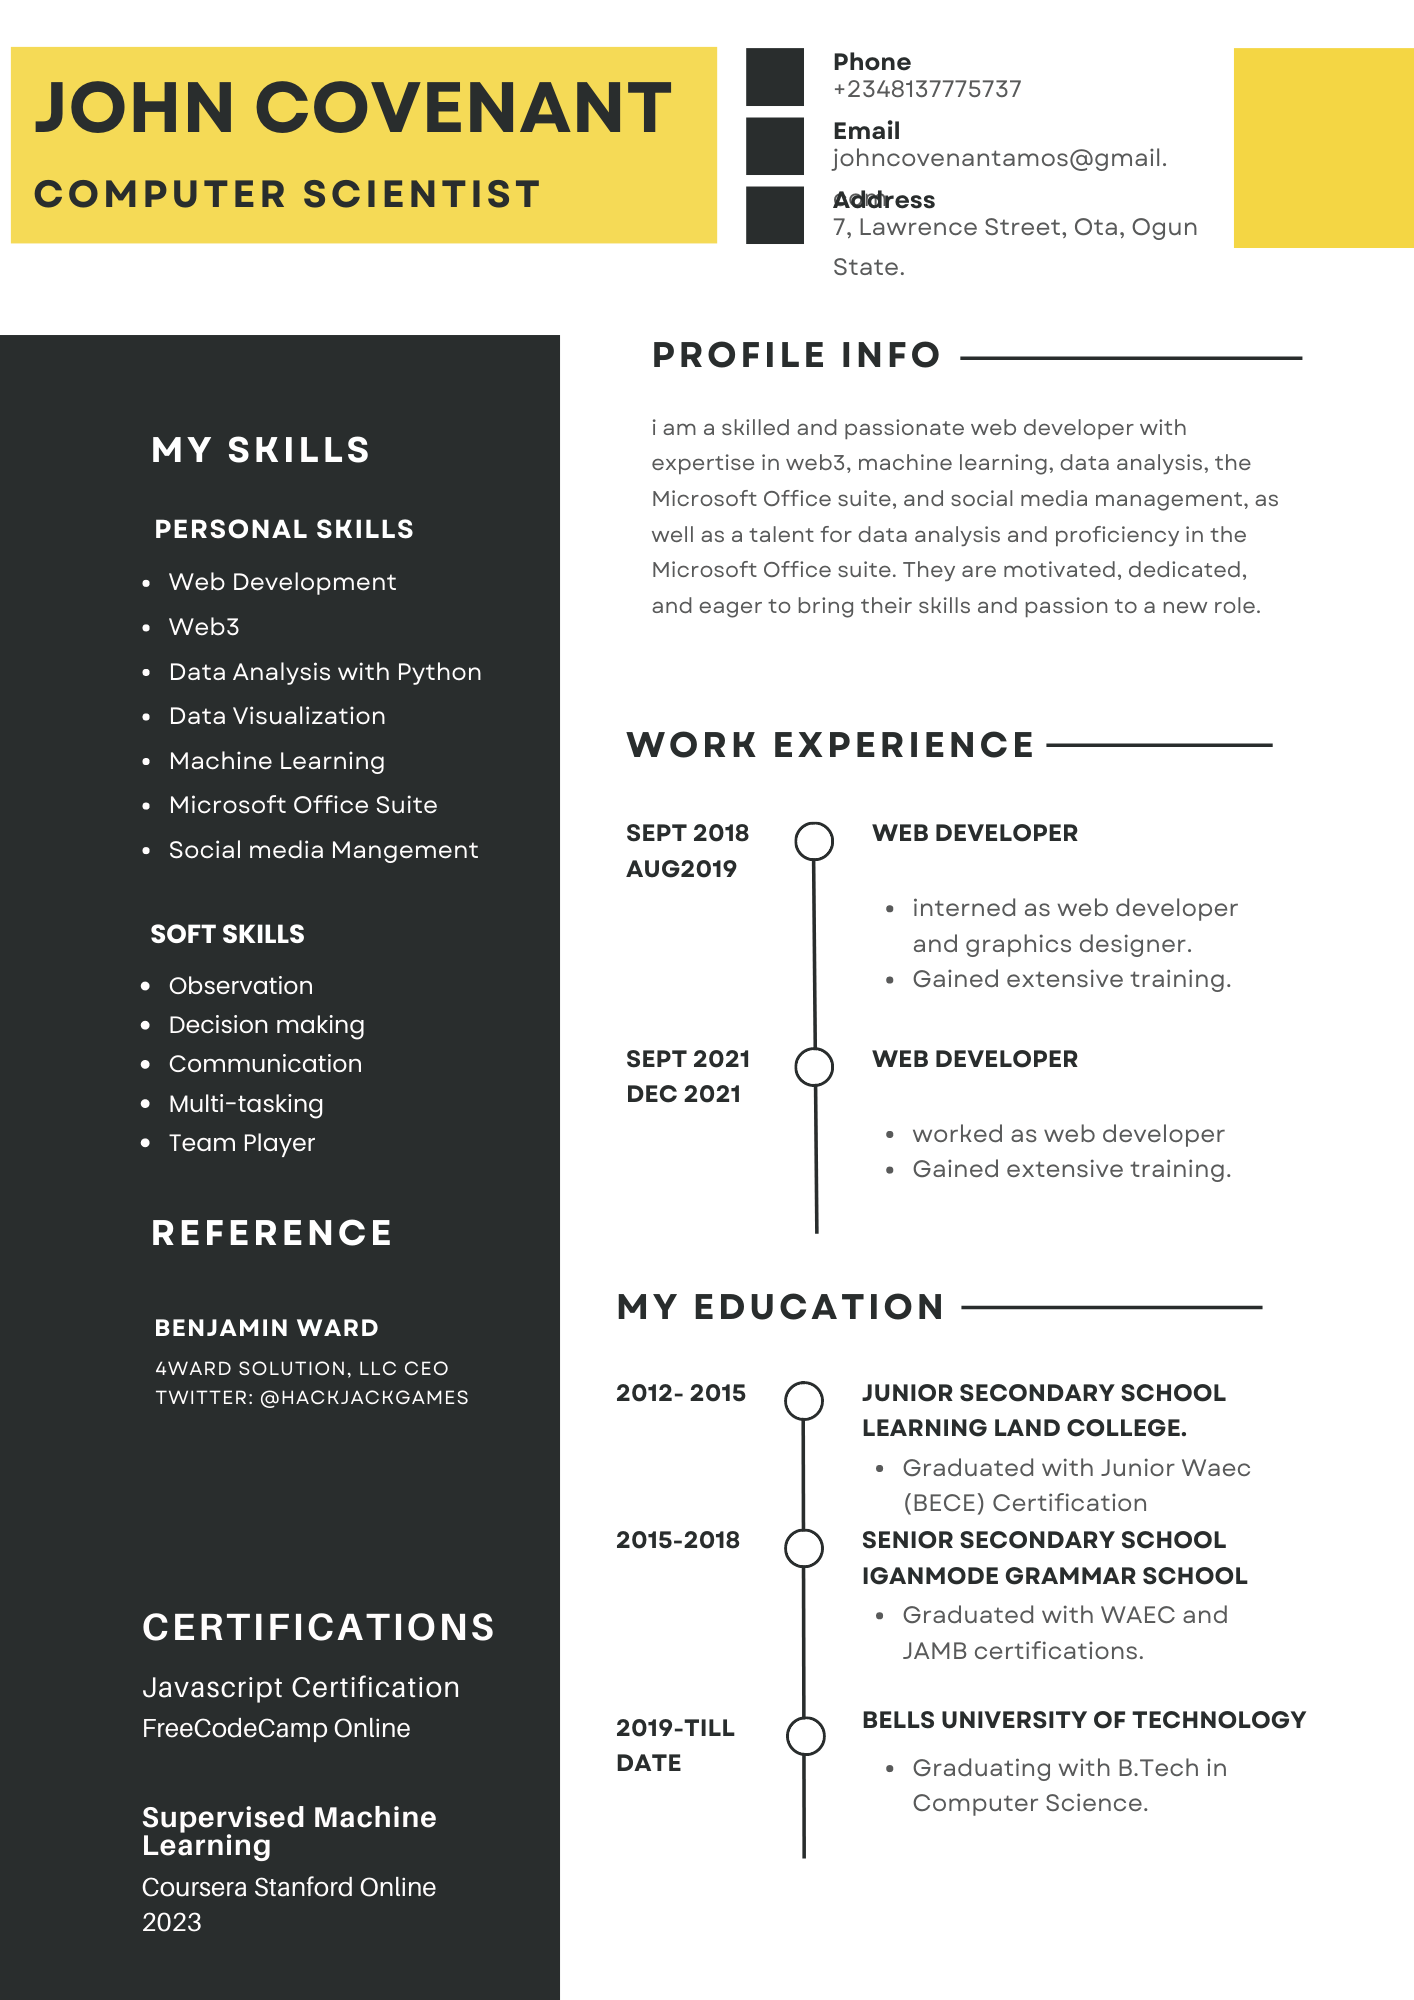 JOHN COVENANT
COMPUTER SCIENTIST
Phone
+2348137775737
Email
johncovenantamos@gmail.
com
Address
7, Lawrence Street, Ota, Ogun
State.
MY SKILLS
PERSONAL SKILLS
• Web Development
• Web3
• Data Analysis with Python
• Data Visualization
• Machine Learning
• Microsoft Office Suite
• Social media Mangement
SOFT SKILLS
• Observation
• Decision making
• Communication
• Multi-tasking
• Team Player
REFERENCE
BENJAMIN WARD
4WARD SOLUTION, LLC CEO
TWITTER: @HACKJACKGAMES
CERTIFICATIONS
Javascript Certification
FreeCodeCamp Online
Supervised Machine
Learning
Coursera Stanford Online
2023
PROFILE INFO
i am a skilled and passionate web developer with
expertise in web3, machine learning, data analysis, the
Microsoft Office suite, and social media management, as
well as a talent for data analysis and proficiency in the
Microsoft Office suite. They are motivated, dedicated,
and eager to bring their skills and passion to a new role.
WORK EXPERIENCE
SEPT 2018
AUG2019
WEB DEVELOPER
• interned as web developer
and graphics designer.
• Gained extensive training.
SEPT 2021
DEC 2021
WEB DEVELOPER
• worked as web developer
• Gained extensive training.
MY EDUCATION
2012- 2015
JUNIOR SECONDARY SCHOOL
LEARNING LAND COLLEGE.
• Graduated with Junior Waec
(BECE) Certification
2015-2018
SENIOR SECONDARY SCHOOL
IGANMODE GRAMMAR SCHOOL
• Graduated with WAEC and
JAMB certifications.
2019-TILL
DATE
BELLS UNIVERSITY OF TECHNOLOGY
• Graduating with B.Tech in
Computer Science.